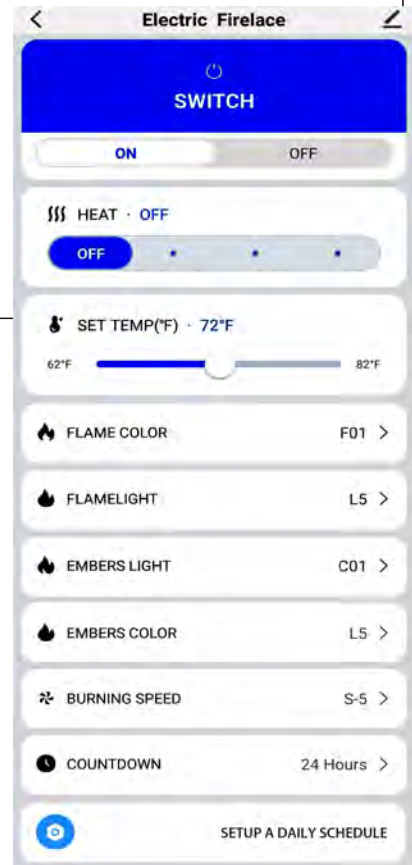 Electric Firelace
SWITCH
ON OFF
HEAT · OFF
OFF
SET TEMP(°F) · 72°F
62°F 82°F
FLAME COLOR F01 >
FLAMELIGHT L5 >
EMBERS LIGHT C01 >
EMBERS COLOR L5 >
BURNING SPEED S-5 >
COUNTDOWN 24 Hours >
SETUP A DAILY SCHEDULE